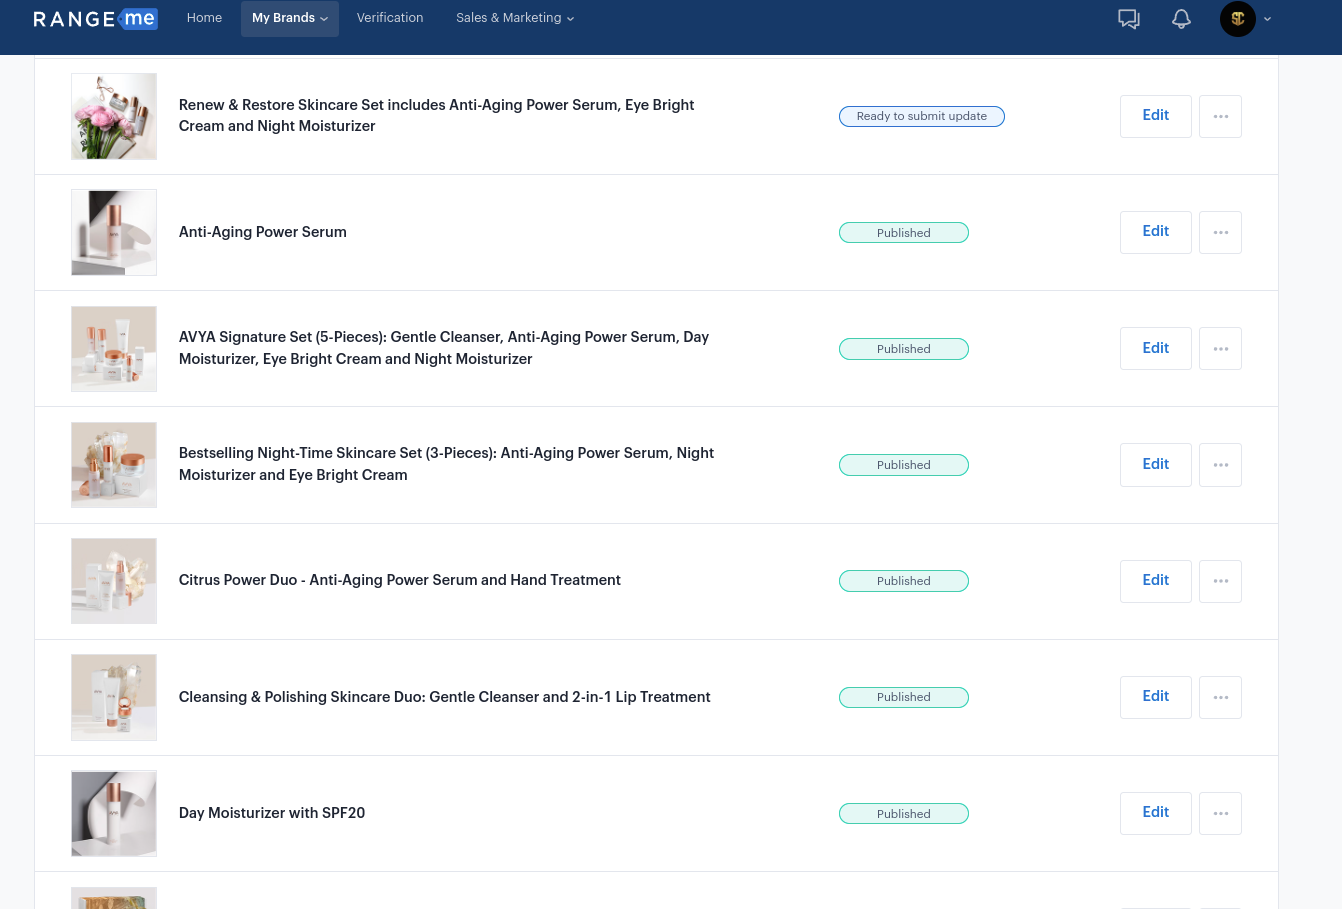 RANGE me Home My Brands Verification Sales & Marketing
Renew & Restore Skincare Set includes Anti-Aging Power Serum, Eye Bright
Cream and Night Moisturizer
Ready to submit update
Edit
Anti-Aging Power Serum
Published
Edit
AVYA Signature Set (5-Pieces): Gentle Cleanser, Anti-Aging Power Serum, Day
Moisturizer, Eye Bright Cream and Night Moisturizer
Published
Edit
Bestselling Night-Time Skincare Set (3-Pieces): Anti-Aging Power Serum, Night
Moisturizer and Eye Bright Cream
Published
Edit
Citrus Power Duo - Anti-Aging Power Serum and Hand Treatment
Published
Edit
Cleansing & Polishing Skincare Duo: Gentle Cleanser and 2-in-1 Lip Treatment
Published
Edit
Day Moisturizer with SPF20
Published
Edit